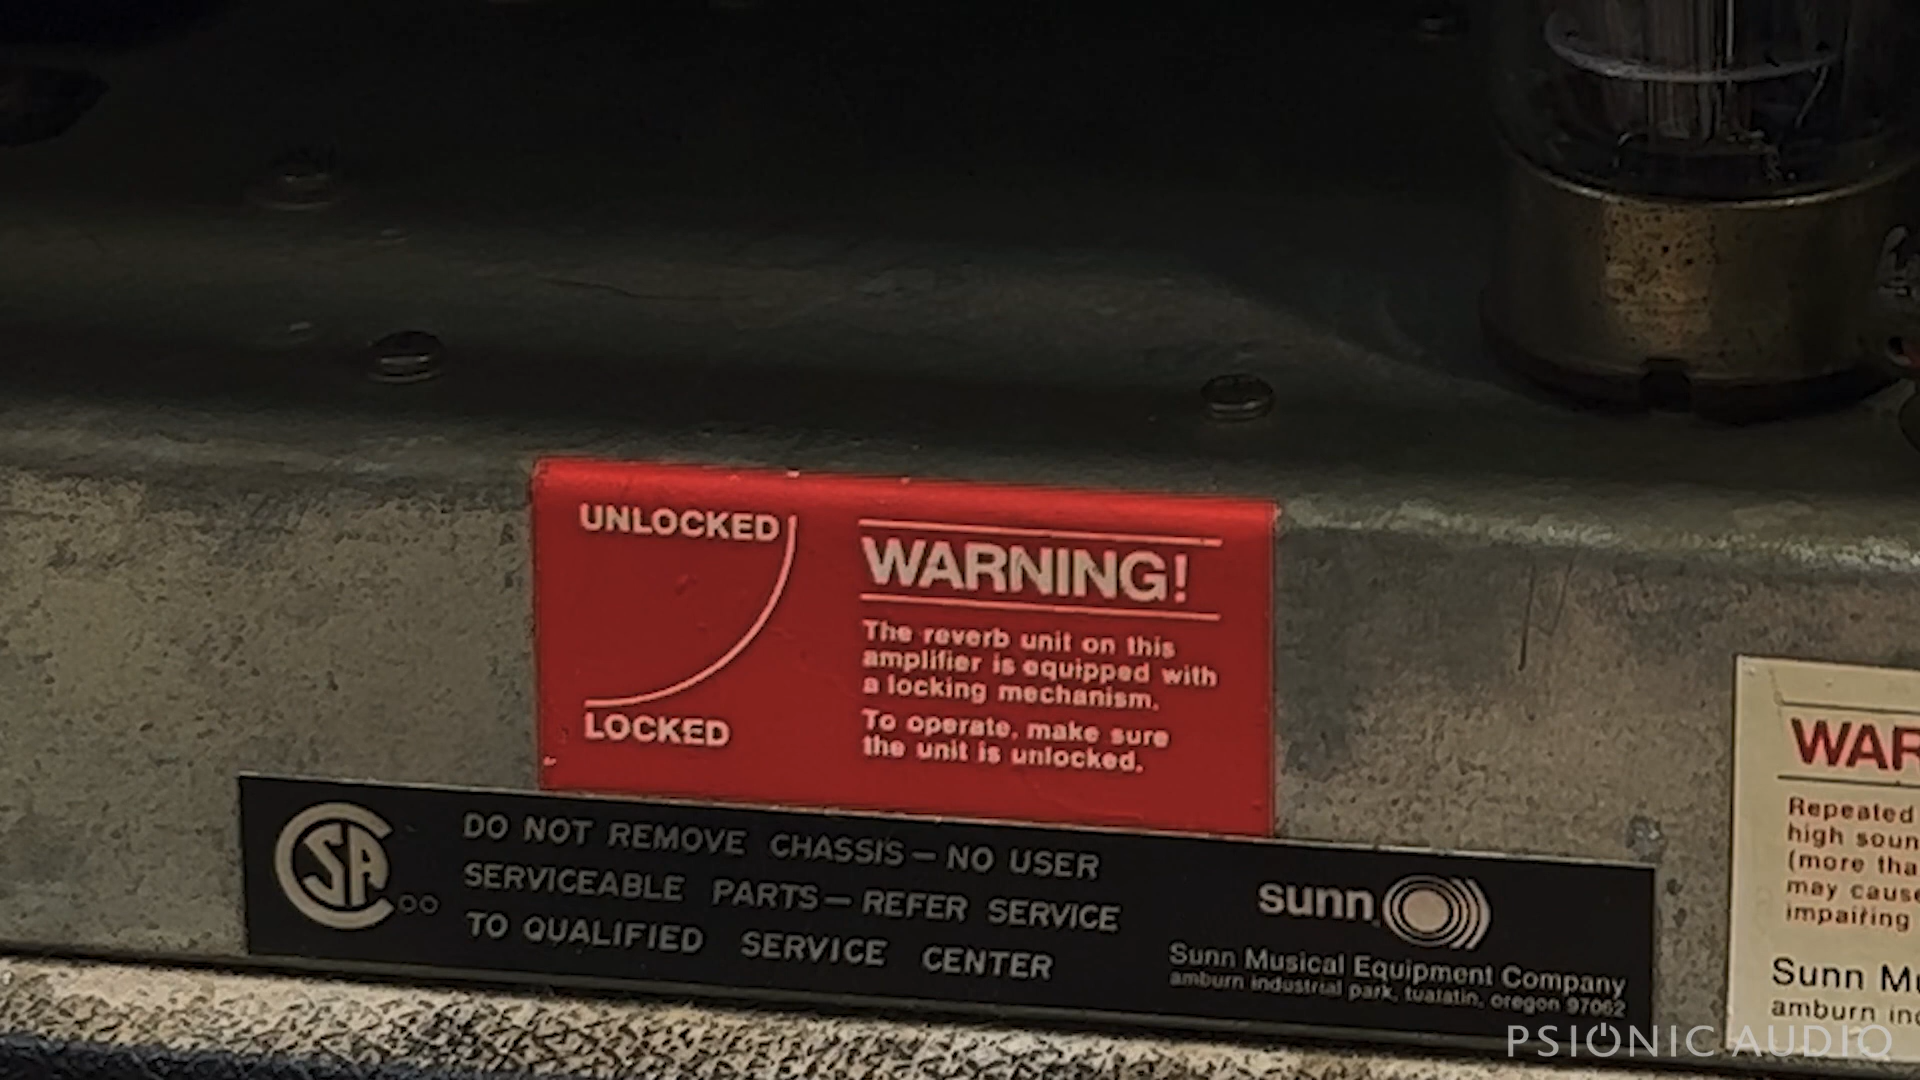 UNLOCKED
LOCKED
WARNING!
The reverb unit on this
amplifier is equipped with
a locking mechanism.
To operate, make sure
the unit is unlocked.
DO NOT REMOVE CHASSIS — NO USER
SERVICEABLE PARTS — REFER SERVICE
TO QUALIFIED SERVICE CENTER
sunn
Sunn Musical Equipment Company
amburn industrial park, tualatin, oregon 97062
WAR
Repeated
high soun
(more tha
may cause
impairing
Sunn Mu
amburn ind
PSIONIC AUDIO